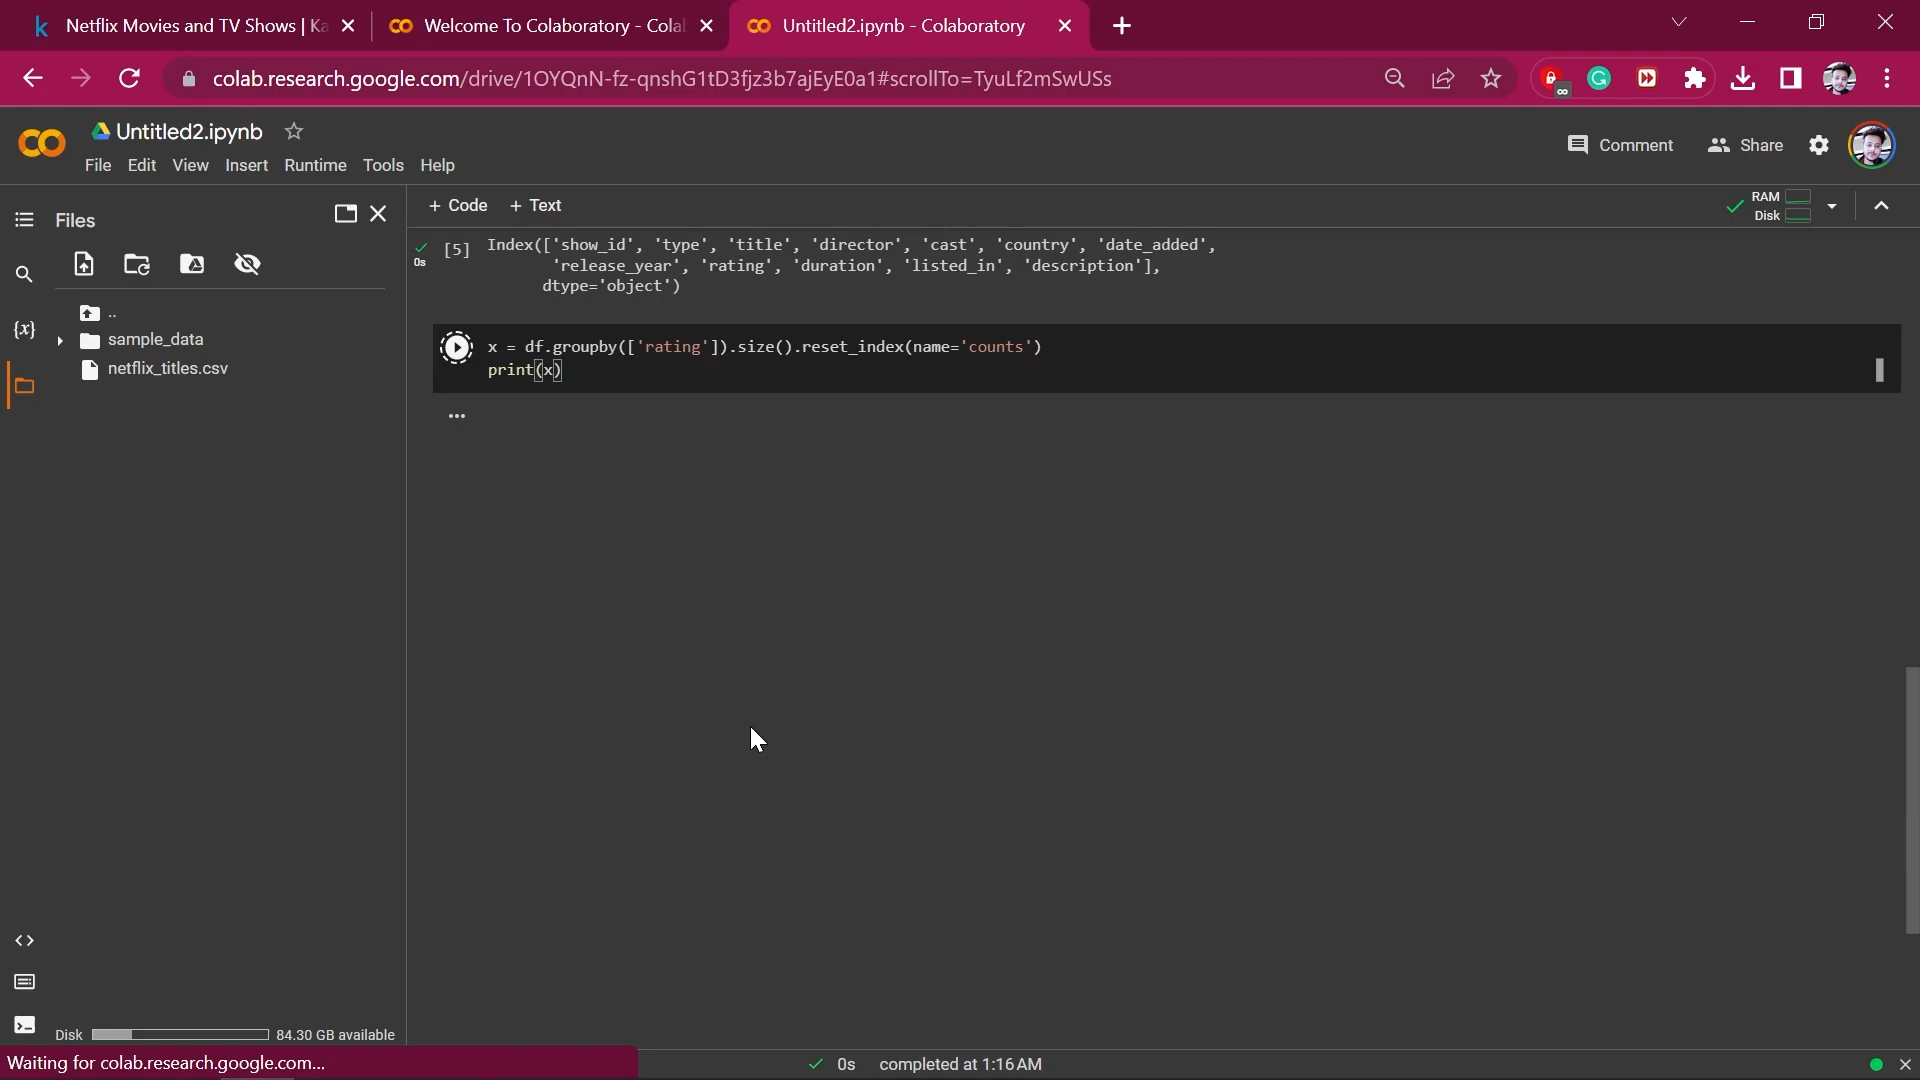 Netflix Movies and TV Shows | Ka
Welcome To Colaboratory - Colal
Untitled2.ipynb - Colaboratory
colab.research.google.com/drive/1OYQnN-fz-qnshG1tD3fjz3b7ajEyE0a1#scrollTo=TyuLf2mSwUSs
Untitled2.ipynb
Comment
Share
File Edit View Insert Runtime Tools Help
Files
+ Code + Text
RAM
Disk
0s
[5] Index(['show_id', 'type', 'title', 'director', 'cast', 'country', 'date_added',
'release_year', 'rating', 'duration', 'listed_in', 'description'],
dtype='object')
..
sample_data
netflix_titles.csv
{x}
x = df.groupby(['rating']).size().reset_index(name='counts')
print(x)
Disk 84.30 GB available
Waiting for colab.research.google.com...
0s completed at 1:16 AM